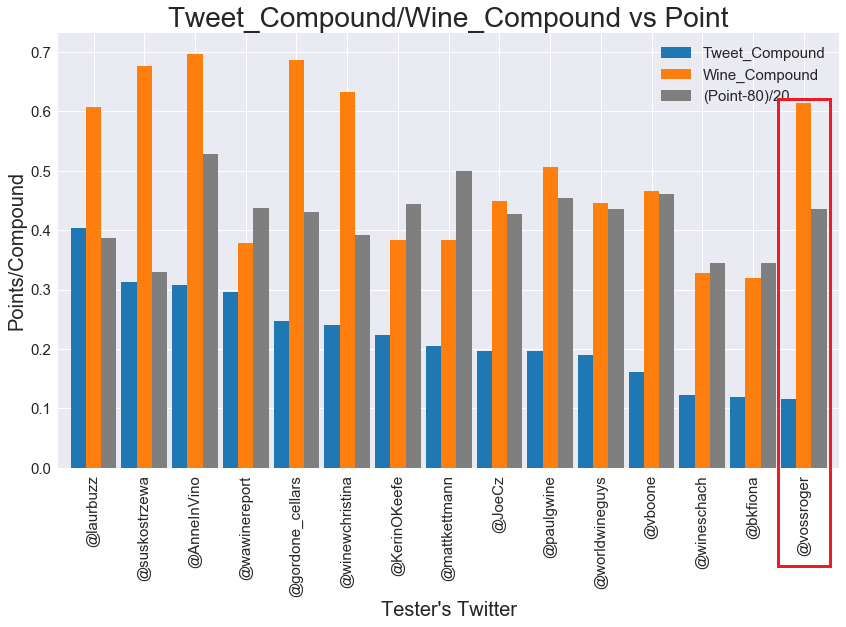 Tweet_Compound/Wine_Compound vs Point
Tweet_Compound
Wine_Compound
(Point-80)/20
Points/Compound
0.7
0.6
0.5
0.4
0.3
0.2
0.1
0.0
@laurbuzz
@suskostrzewa
@AnneInVino
@wawinereport
@gordone_cellars
@winewchristina
@KerinOKeefe
@mattkettmann
@JoeCz
@paulgwine
@worldwineguys
@vboone
@wineschach
@bkfiona
@vossroger
Tester's Twitter